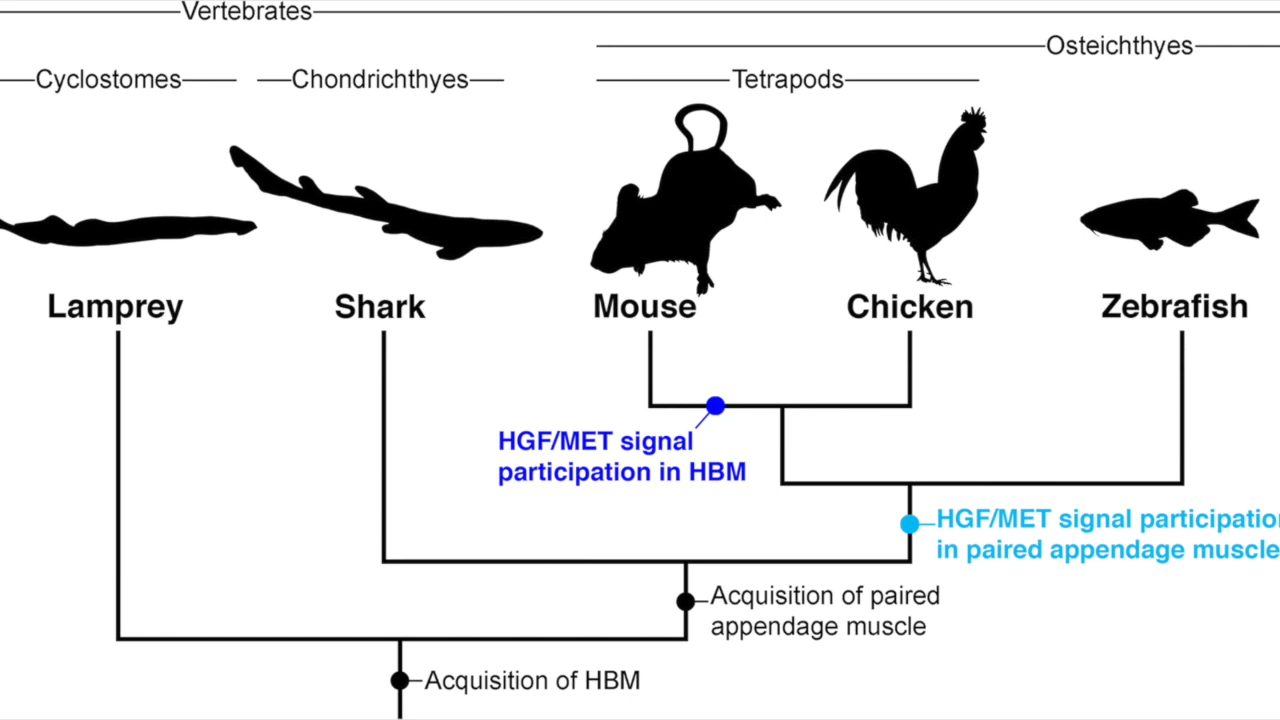 Vertebrates
Osteichthyes
Cyclostomes
Chondrichthyes
Tetrapods
Lamprey
Shark
Mouse
Chicken
Zebrafish
HGF/MET signal
participation in HBM
HGF/MET signal participation
in paired appendage muscle
Acquisition of paired
appendage muscle
Acquisition of HBM